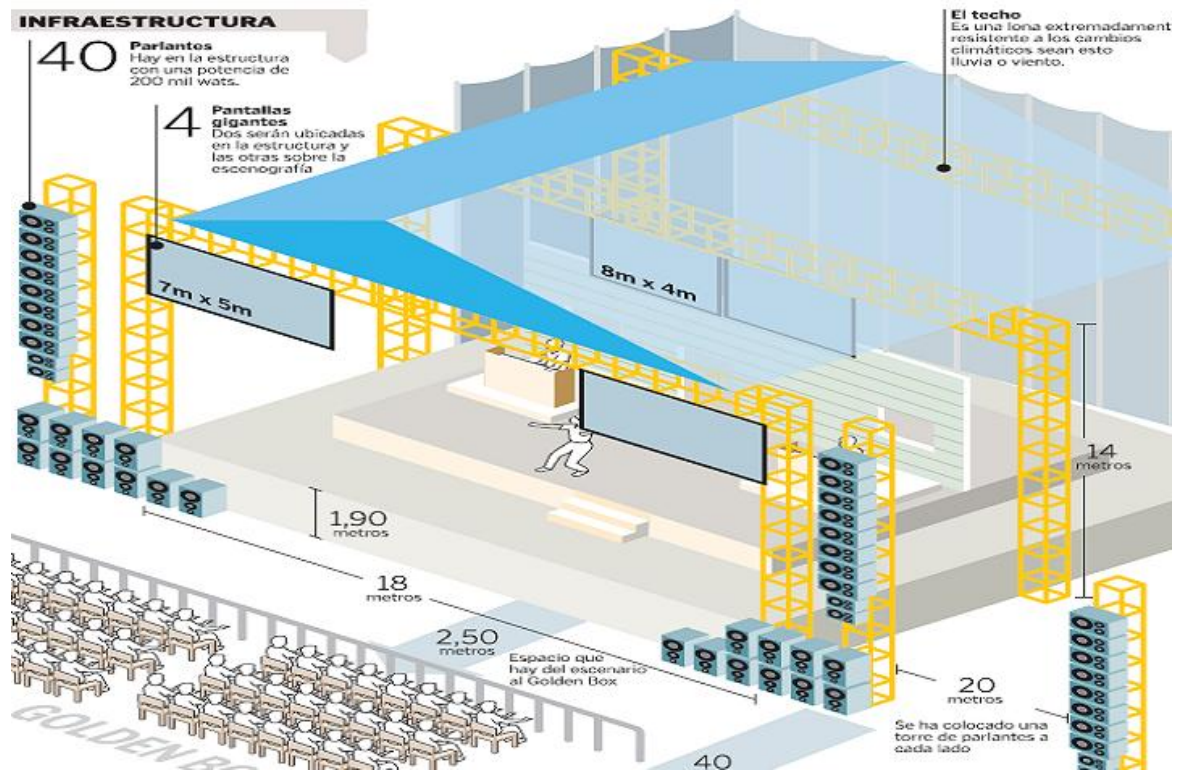 INFRAESTRUCTURA
40
Parlantes
Hay en la estructura
con una potencia de
200 mil wats.
4
Pantallas
gigantes
Dos serán ubicadas
en la estructura y
las otras sobre la
escenografía
El techo
Es una lona extremadament
resistente a los cambios
climáticos sean esto
lluvia o viento.
7m x 5m
8m x 4m
14
metros
1,90
metros
18
metros
2,50
metros
Espacio que
hay del escenario
al Golden Box
20
metros
Se ha colocado una
torre de parlantes a
cada lado
40
GOLDEN BO